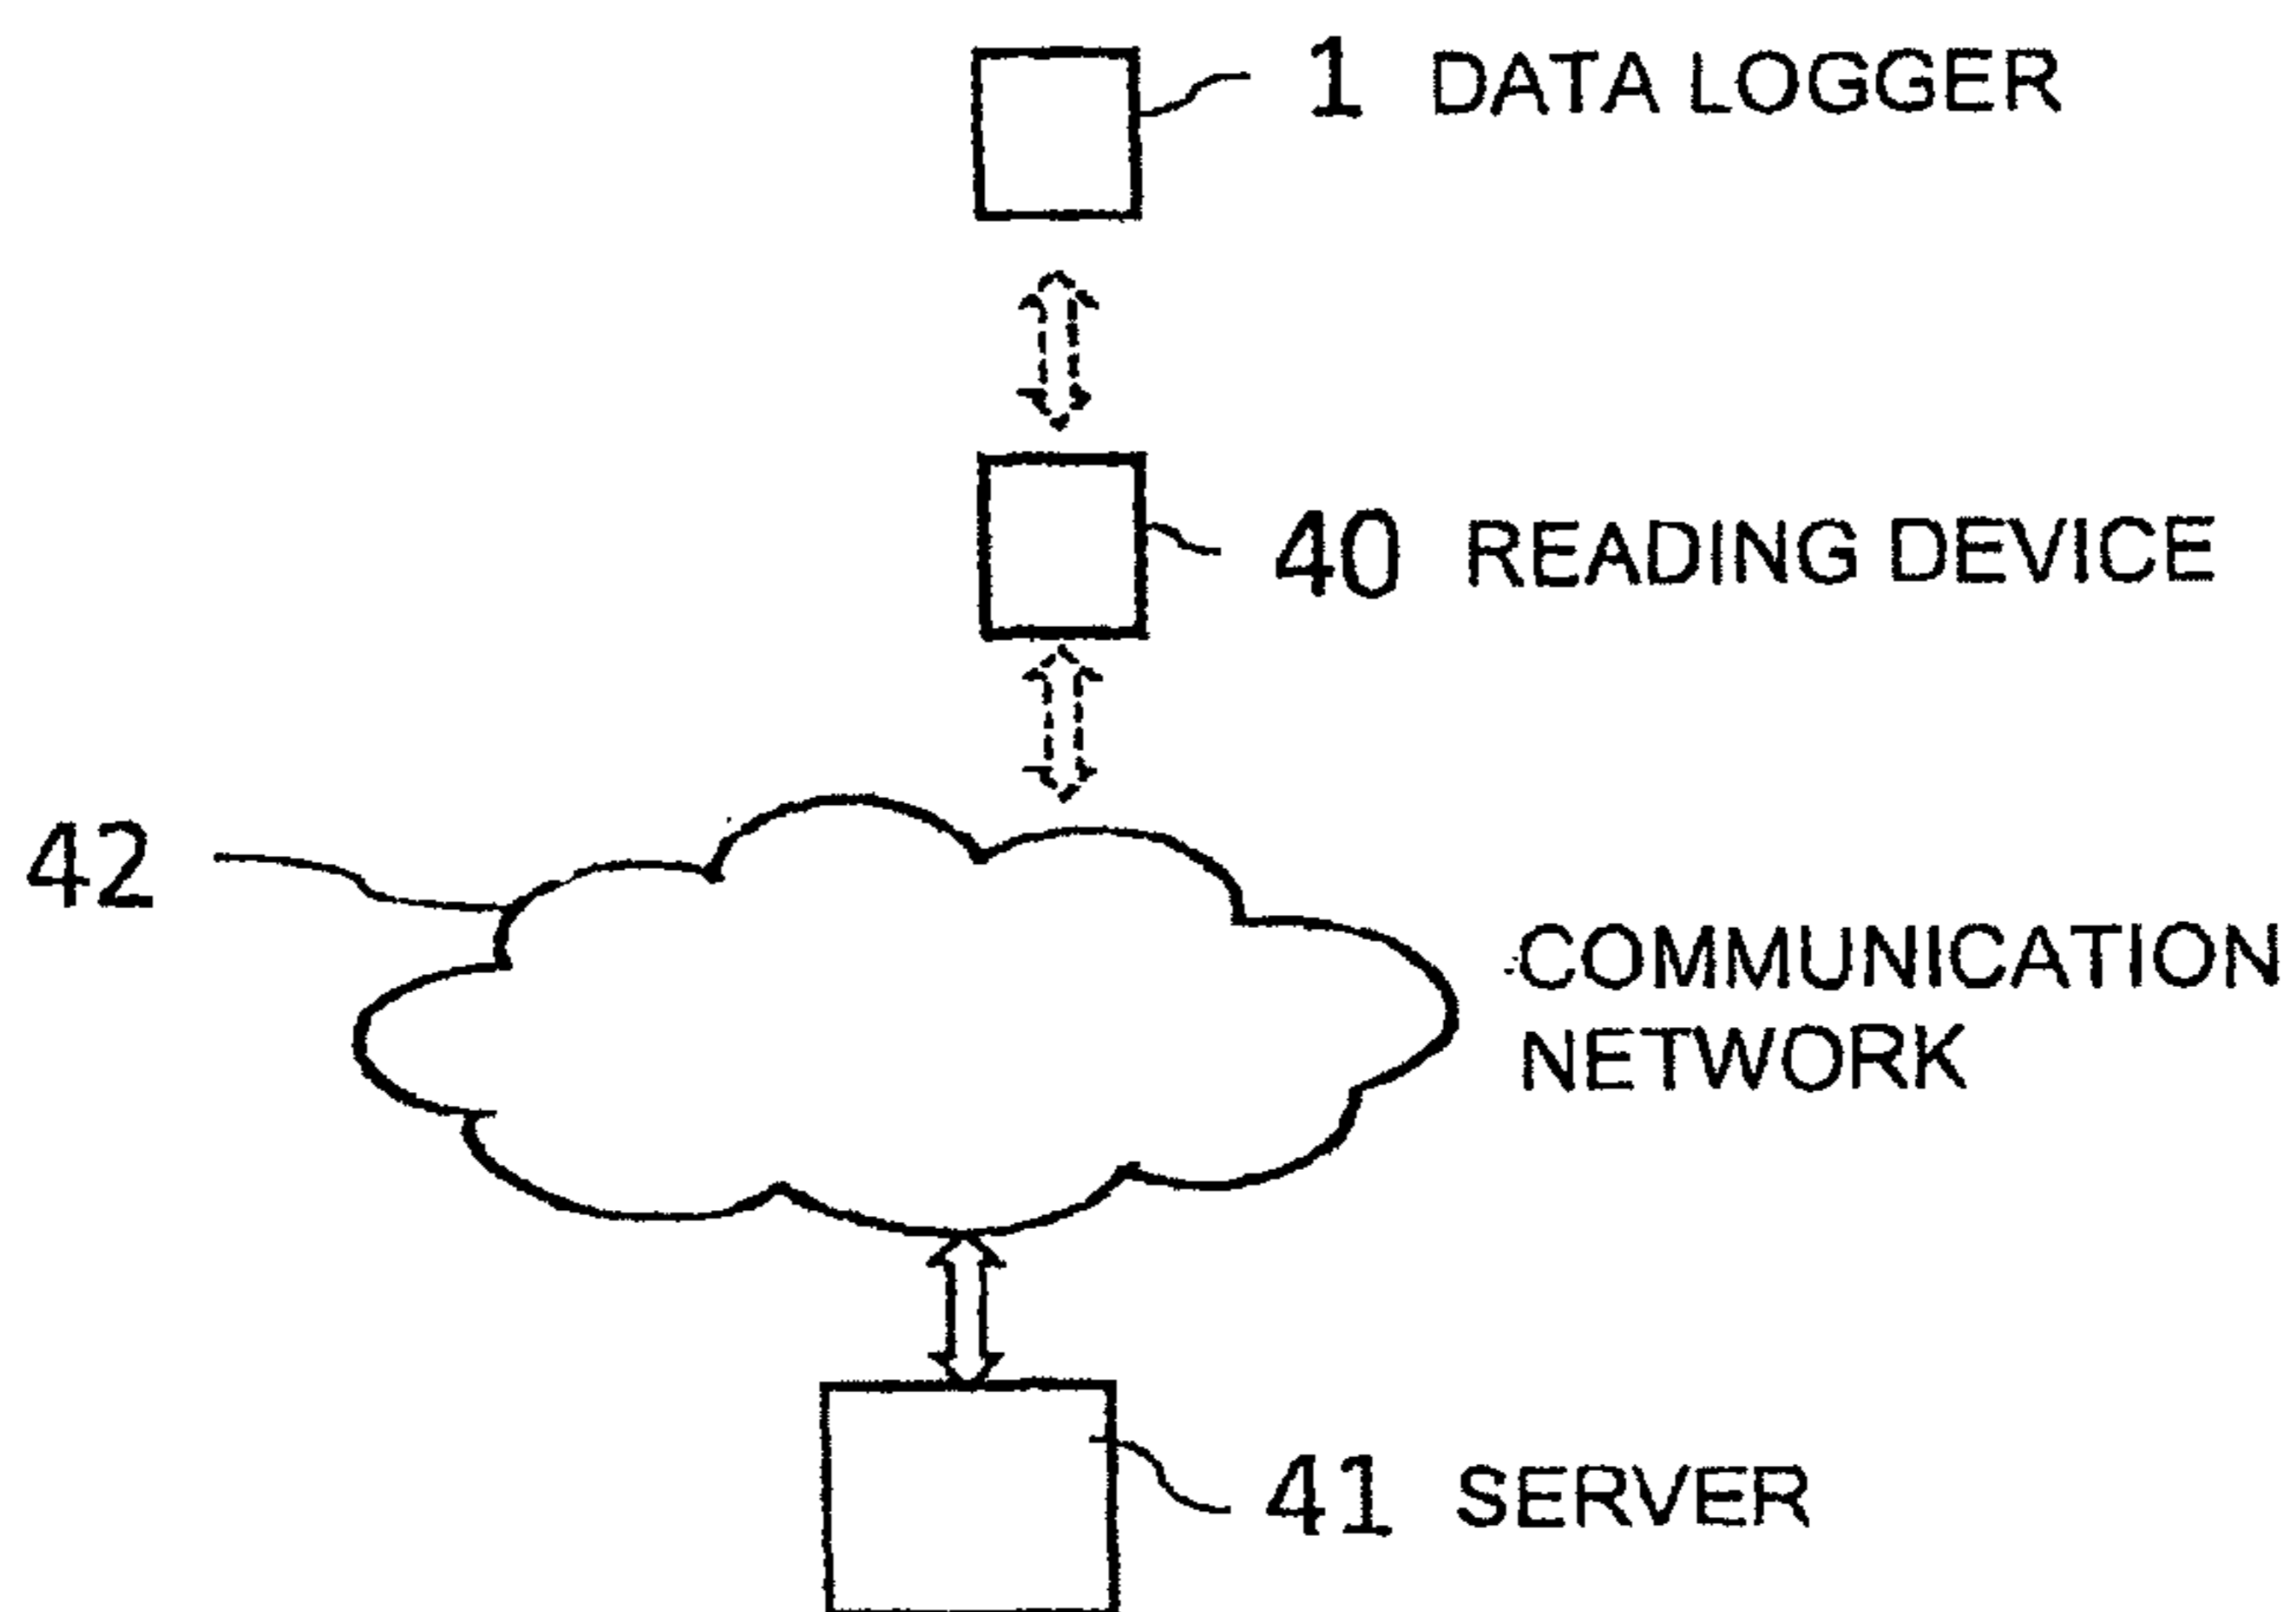 1 DATA LOGGER
40 READING DEVICE
42
COMMUNICATION
NETWORK
41 SERVER